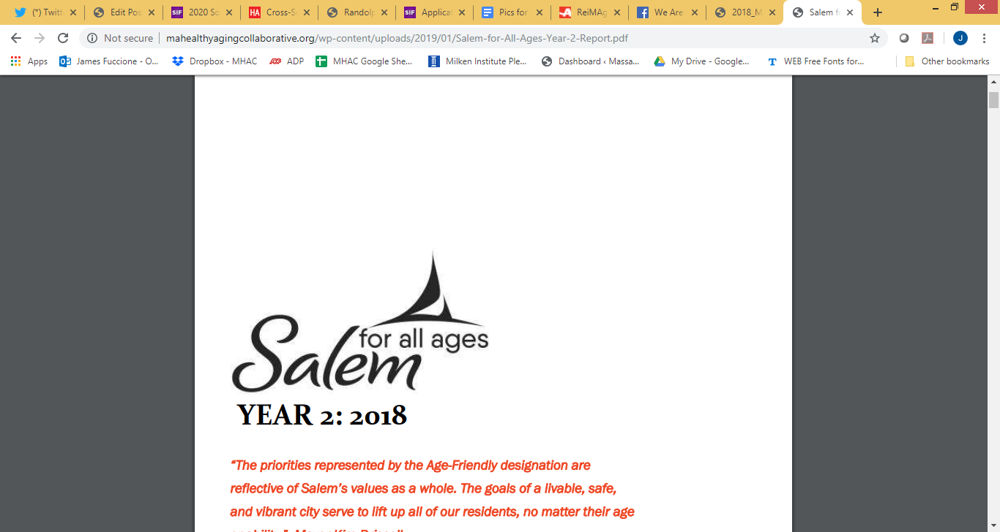 (*) Twitt
Edit Pos
2020 So
Cross-S
Randolp
Applica
Pics for
ReiMAg
We Are
2018_M
Salem f
Not secure
mahealthyagingcollaborative.org/wp-content/uploads/2019/01/Salem-for-All-Ages-Year-2-Report.pdf
J
Apps
James Fuccione - O...
Dropbox - MHAC
ADP
MHAC Google She...
Milken Institute Ple...
Dashboard ‹ Massa...
My Drive - Google...
WEB Free Fonts for...
Other bookmarks
for all ages
Salem
YEAR 2: 2018
“The priorities represented by the Age-Friendly designation are
reflective of Salem’s values as a whole. The goals of a livable, safe,
and vibrant city serve to lift up all of our residents, no matter their age